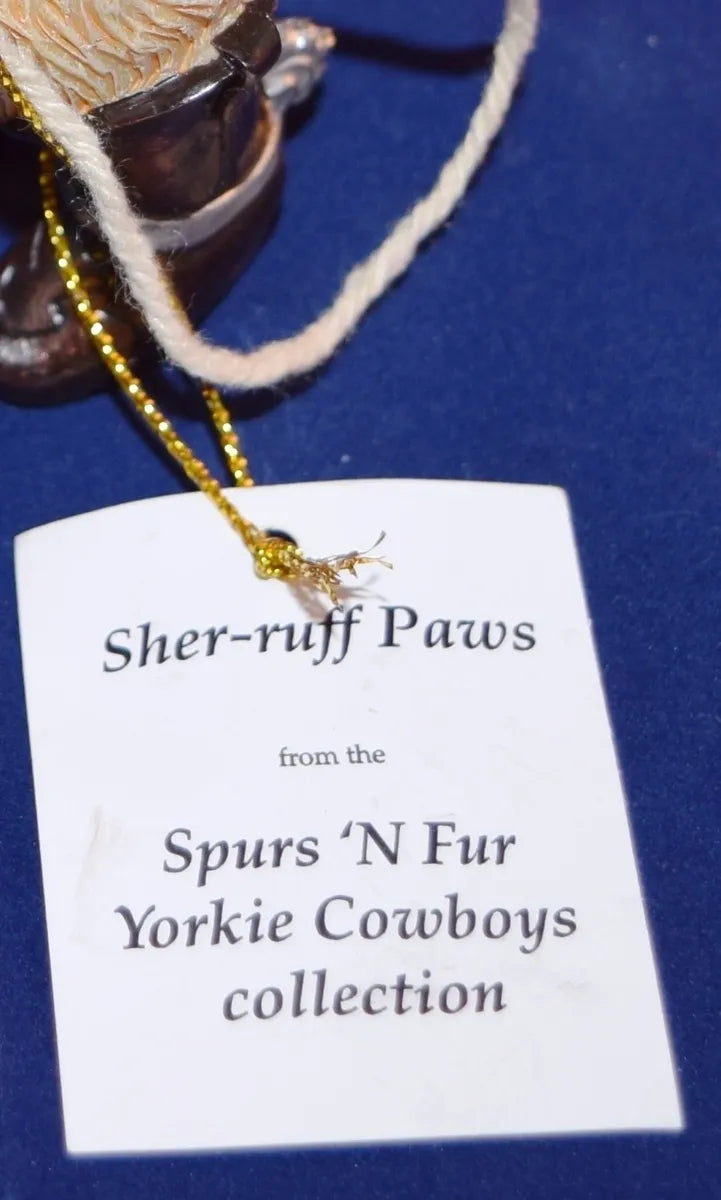 Sher-ruff Paws
from the
Spurs ‘N Fur
Yorkie Cowboys
collection